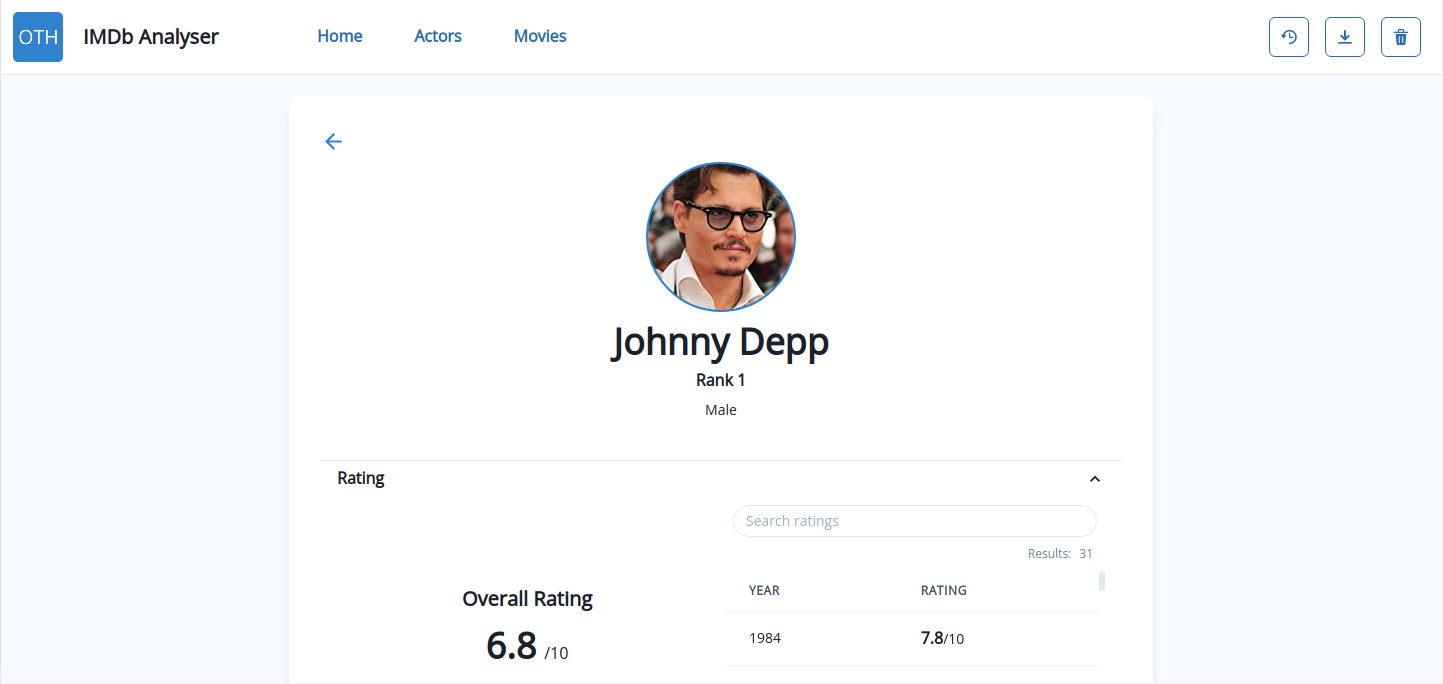 OTH IMDb Analyser Home Actors Movies
Johnny Depp
Rank 1
Male
Rating
Search ratings
Results: 31
YEAR RATING
Overall Rating
1984 7.8/10
6.8 /10